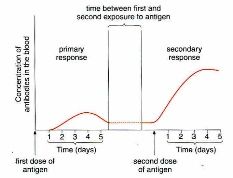 time between first and
second exposure to antigen
primary
response
secondary
response
Concentration of
antibodies in the blood
1 2 3 4 5
1 2 3 4 5
Time (days)
Time (days)
first dose of
antigen
second dose
of antigen